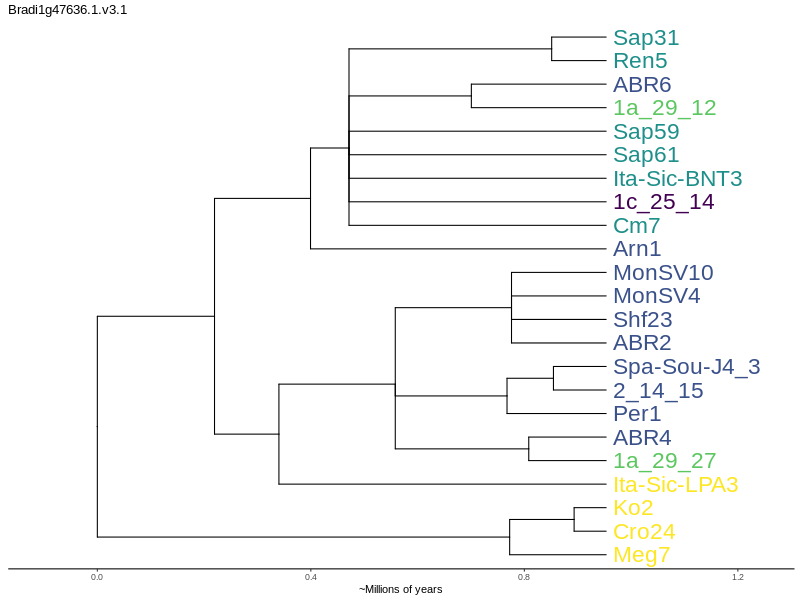 Bradi1g47636.1.v3.1
Sap31
Ren5
ABR6
1a_29_12
Sap59
Sap61
Ita-Sic-BNT3
1c_25_14
Cm7
Arn1
MonSV10
MonSV4
Shf23
ABR2
Spa-Sou-J4_3
2_14_15
Per1
ABR4
1a_29_27
Ita-Sic-LPA3
Ko2
Cro24
Meg7
0.0 0.4 0.8 1.2
~Millions of years